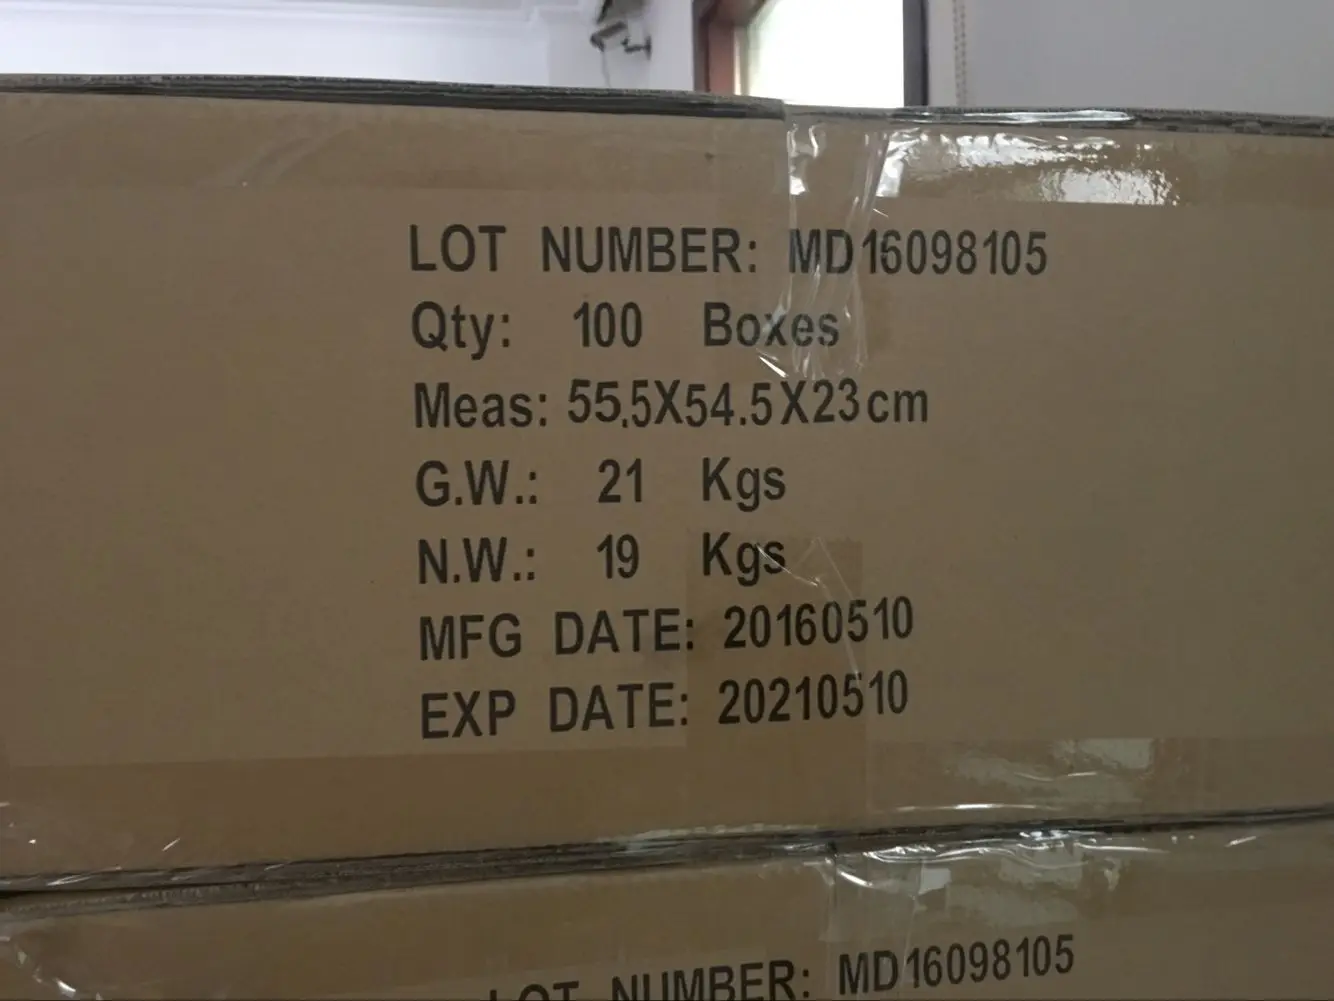 LOT NUMBER: MD16098105
Qty: 100 Boxes
Meas: 55.5X54.5X23cm
G.W.: 21 Kgs
N.W.: 19 Kgs
MFG DATE: 20160510
EXP DATE: 20210510
LOT NUMBER: MD16098105